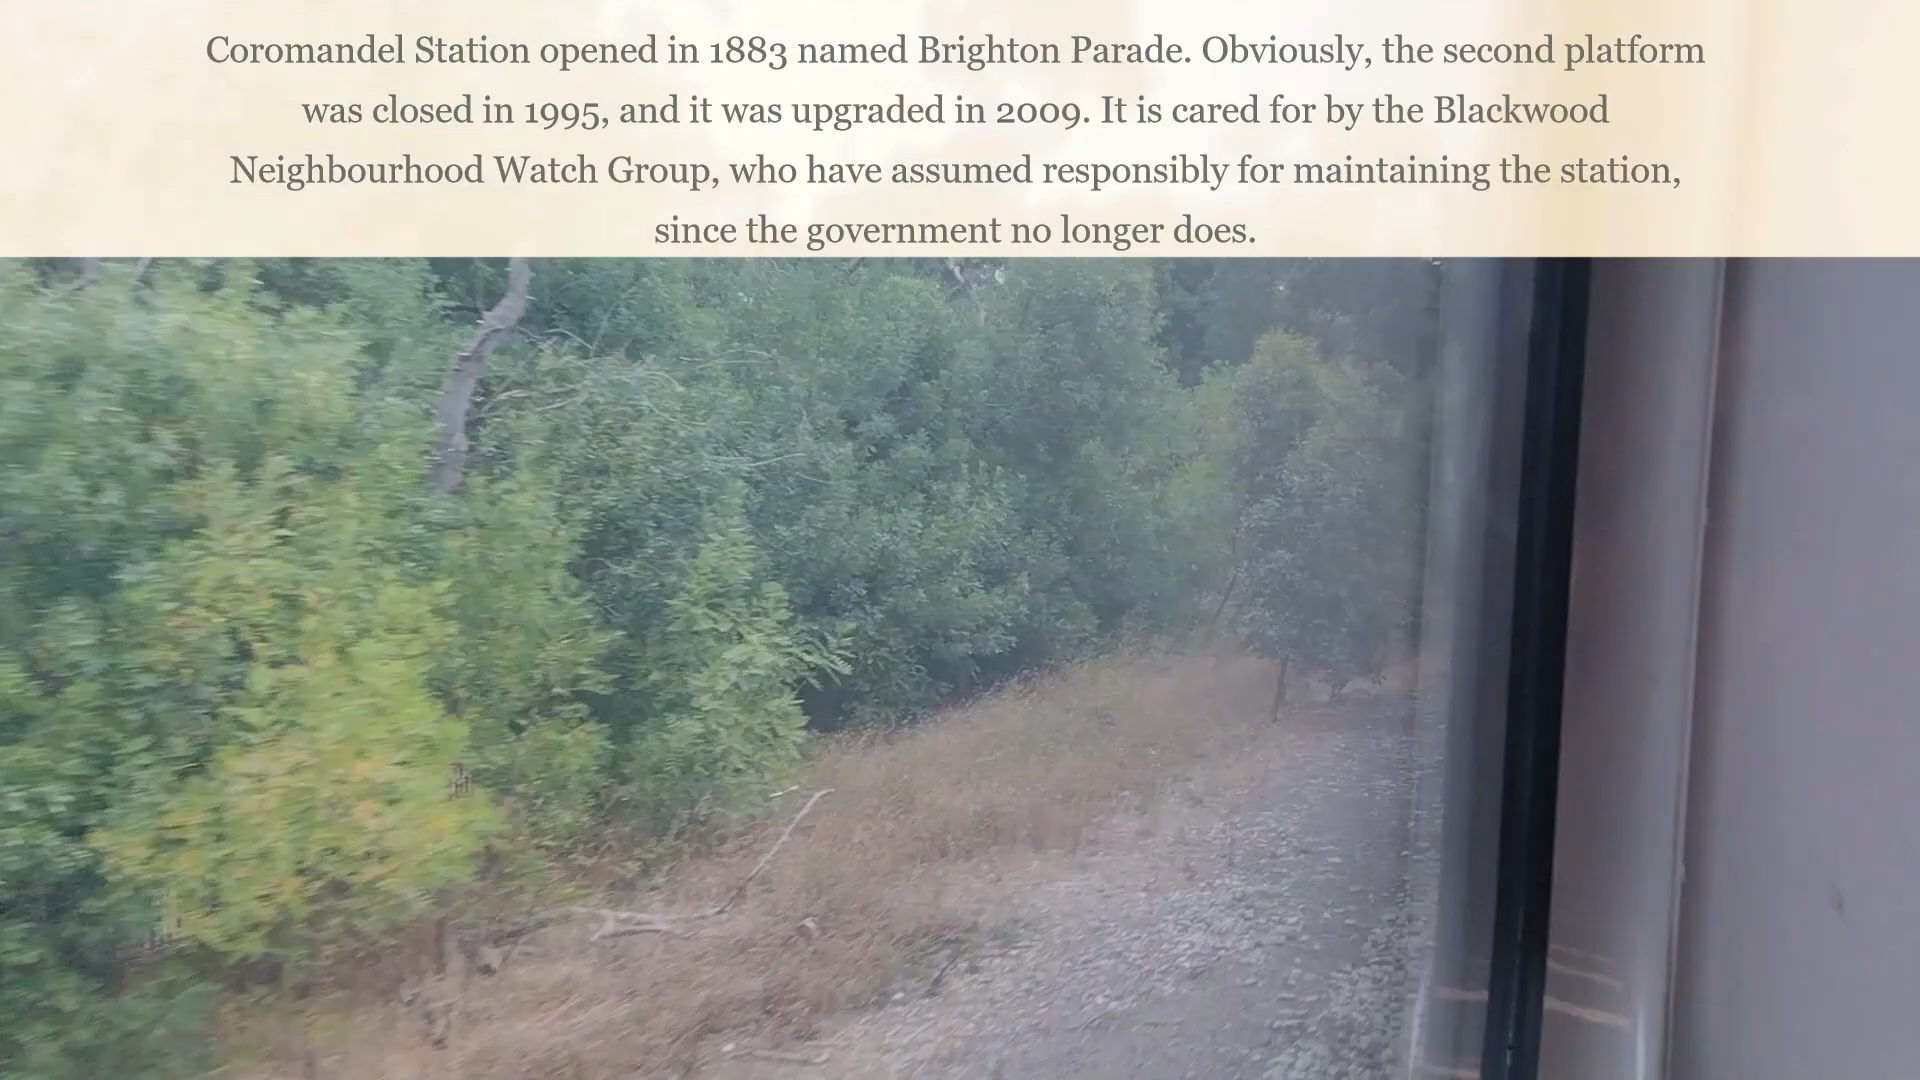 Coromandel Station opened in 1883 named Brighton Parade. Obviously, the second platform
was closed in 1995, and it was upgraded in 2009. It is cared for by the Blackwood
Neighbourhood Watch Group, who have assumed responsibly for maintaining the station,
since the government no longer does.